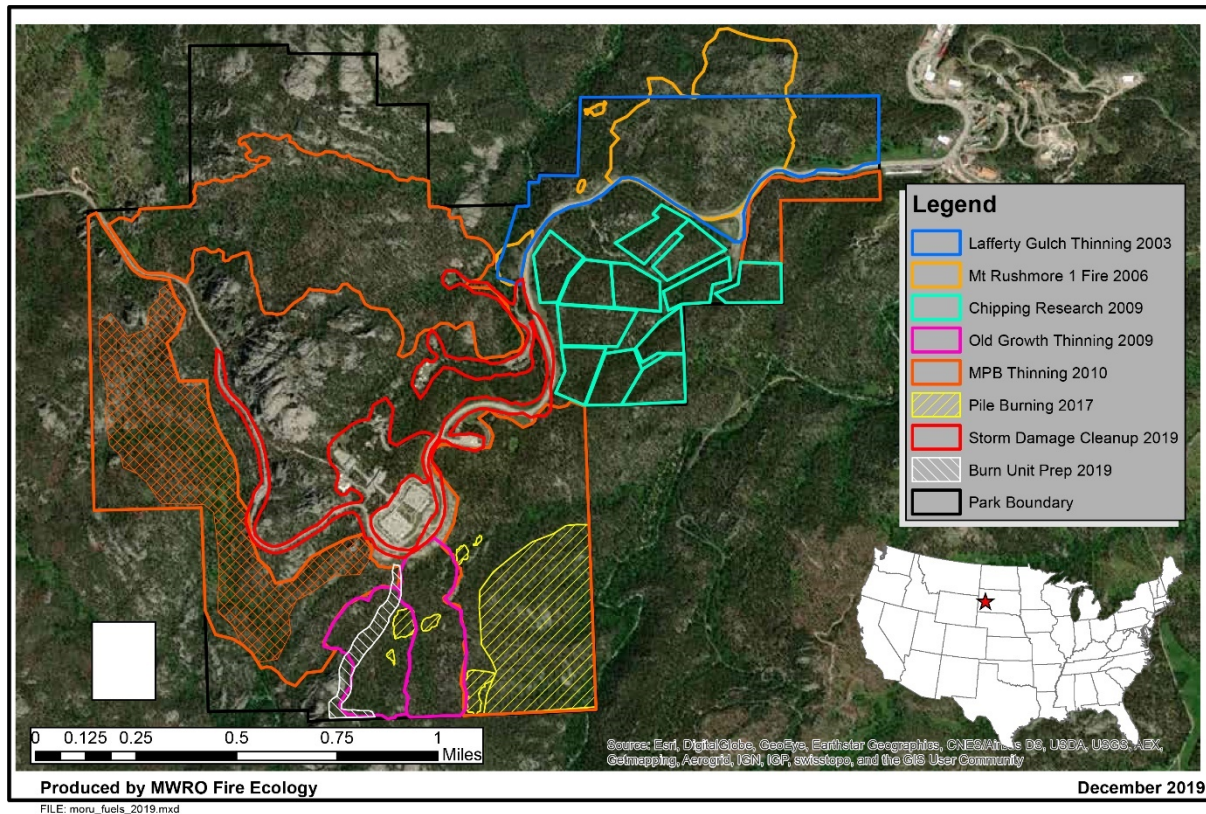 Legend
Lafferty Gulch Thinning 2003
Mt Rushmore 1 Fire 2006
Chipping Research 2009
Old Growth Thinning 2009
MPB Thinning 2010
Pile Burning 2017
Storm Damage Cleanup 2019
Burn Unit Prep 2019
Park Boundary
0 0.125 0.25 0.5 0.75 1
Miles
Source: Esri, DigitalGlobe, GeoEye, Earthstar Geographics, CNES/Airbus DS, USDA, USGS, AEX,
Getmapping, Aerogrid, IGN, IGP, swisstopo, and the GIS User Community
Produced by MWRO Fire Ecology
December 2019
FILE: moru_fuels_2019.mxd